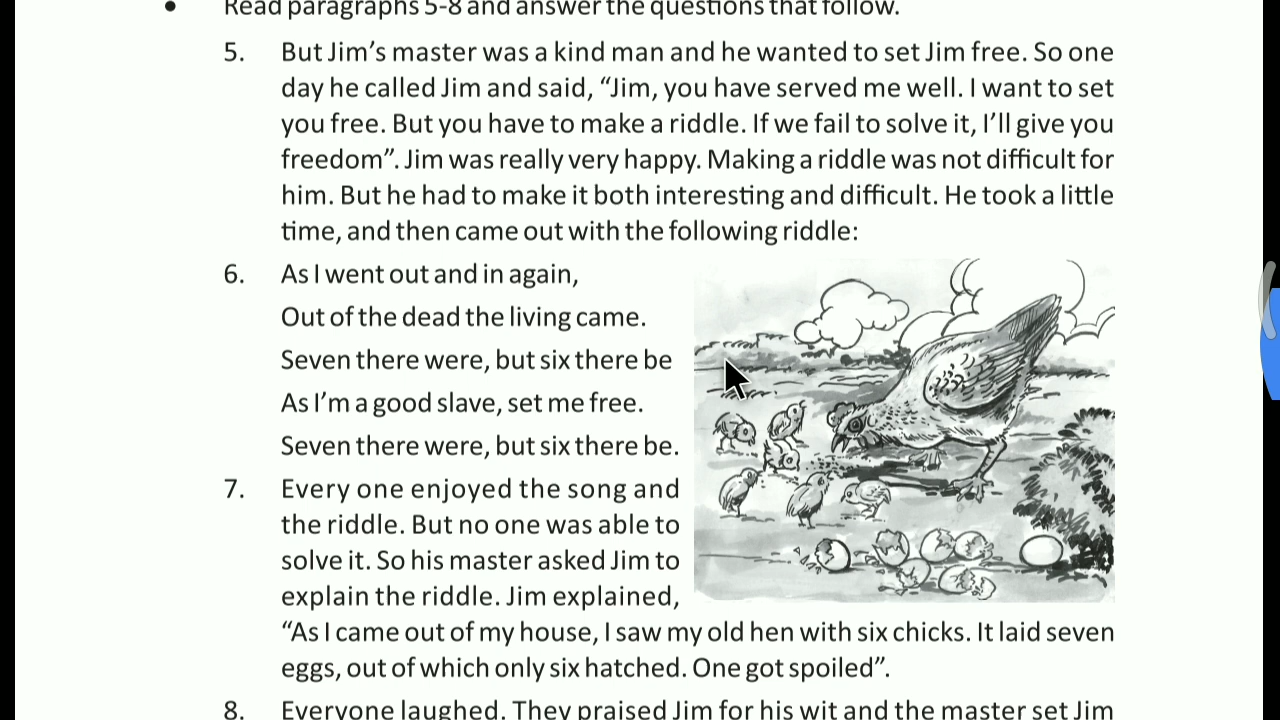 • Read paragraphs 5-8 and answer the questions that follow.
5. But Jim’s master was a kind man and he wanted to set Jim free. So one
day he called Jim and said, “Jim, you have served me well. I want to set
you free. But you have to make a riddle. If we fail to solve it, I’ll give you
freedom”. Jim was really very happy. Making a riddle was not difficult for
him. But he had to make it both interesting and difficult. He took a little
time, and then came out with the following riddle:
6. As I went out and in again,
Out of the dead the living came.
Seven there were, but six there be
As I’m a good slave, set me free.
Seven there were, but six there be.
7. Every one enjoyed the song and
the riddle. But no one was able to
solve it. So his master asked Jim to
explain the riddle. Jim explained,
“As I came out of my house, I saw my old hen with six chicks. It laid seven
eggs, out of which only six hatched. One got spoiled”.
8. Everyone laughed. They praised Jim for his wit and the master set Jim